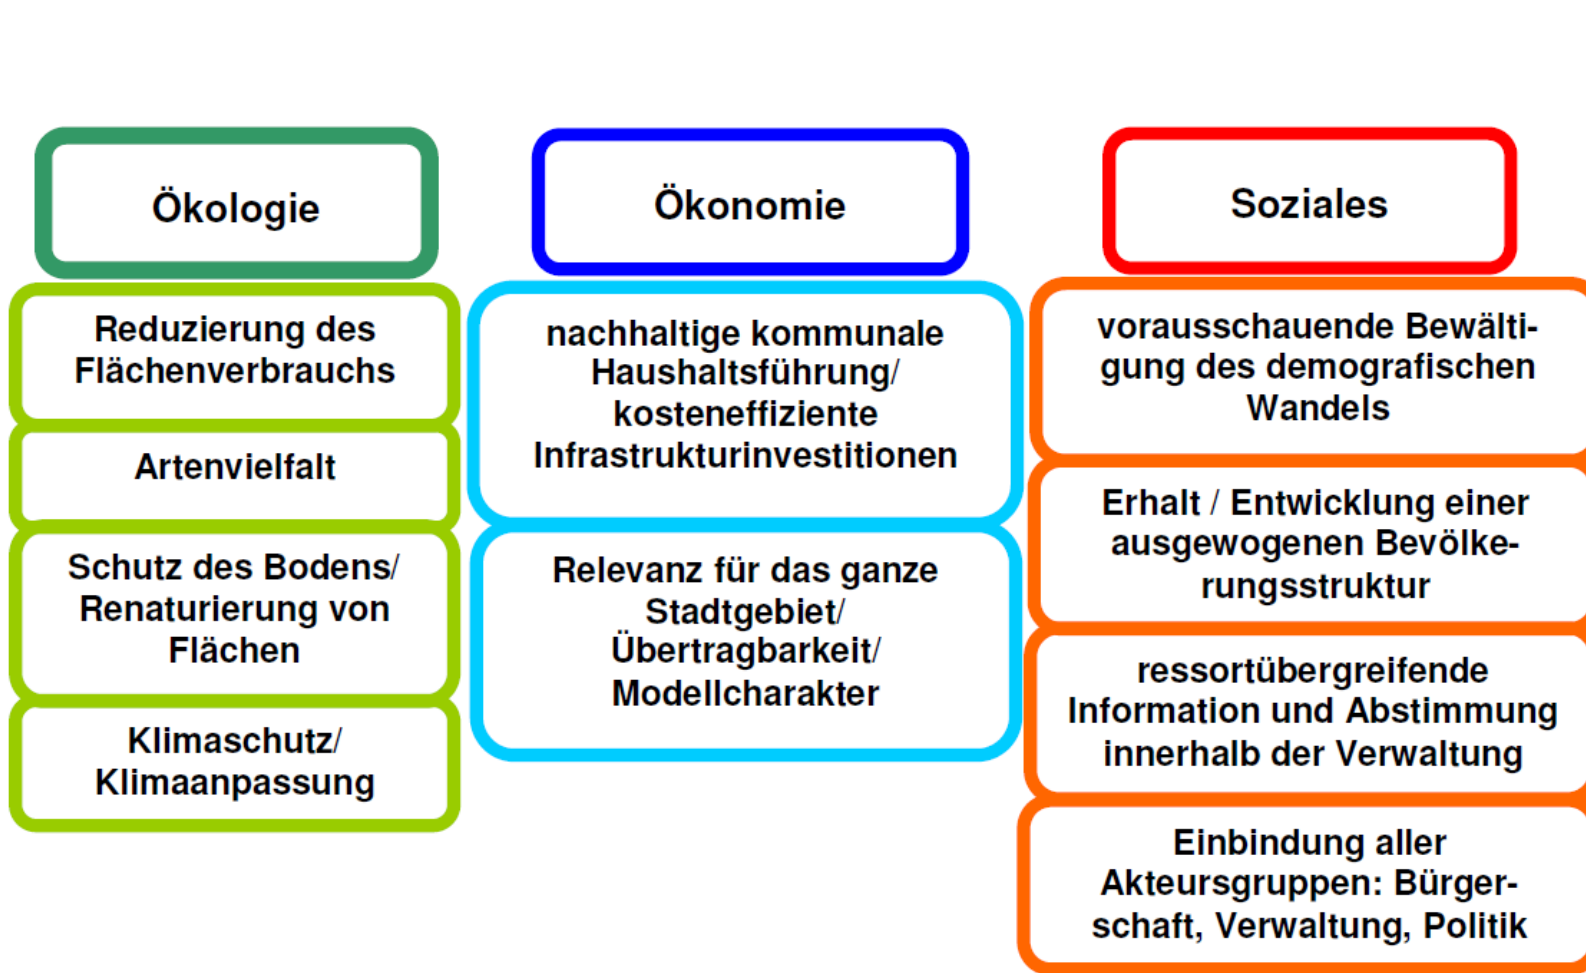 Ökologie
Reduzierung des
Flächenverbrauchs
Artenvielfalt
Schutz des Bodens/
Renaturierung von
Flächen
Klimaschutz/
Klimaanpassung
Ökonomie
nachhaltige kommunale
Haushaltsführung/
kosteneffiziente
Infrastrukturinvestitionen
Relevanz für das ganze
Stadtgebiet/
Übertragbarkeit/
Modellcharakter
Soziales
vorausschauende Bewälti-
gung des demografischen
Wandels
Erhalt / Entwicklung einer
ausgewogenen Bevölke-
rungsstruktur
ressortübergreifende
Information und Abstimmung
innerhalb der Verwaltung
Einbindung aller
Akteursgruppen: Bürger-
schaft, Verwaltung, Politik